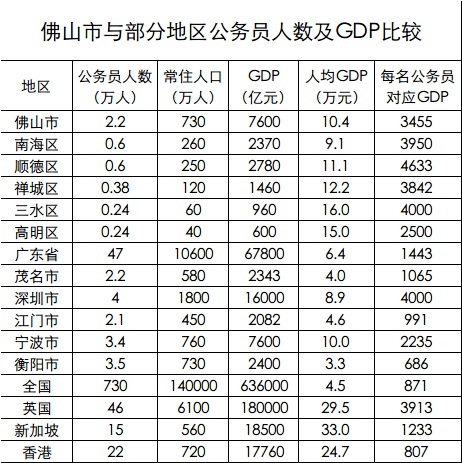 佛山市与部分地区公务员人数及GDP比较
地区 公务员人数（万人） 常住人口（万人） GDP（亿元） 人均GDP（万元） 每名公务员对应GDP
佛山市 2.2 730 7600 10.4 3455
南海区 0.6 260 2370 9.1 3950
顺德区 0.6 250 2780 11.1 4633
禅城区 0.38 120 1460 12.2 3842
三水区 0.24 60 960 16.0 4000
高明区 0.24 40 600 15.0 2500
广东省 47 10600 67800 6.4 1443
茂名市 2.2 580 2343 4.0 1065
深圳市 4 1800 16000 8.9 4000
江门市 2.1 450 2082 4.6 991
宁波市 3.4 760 7600 10.0 2235
衡阳市 3.5 730 2400 3.3 686
全国 730 140000 636000 4.5 871
英国 46 6100 180000 29.5 3913
新加坡 15 560 18500 33.0 1233
香港 22 720 17760 24.7 807